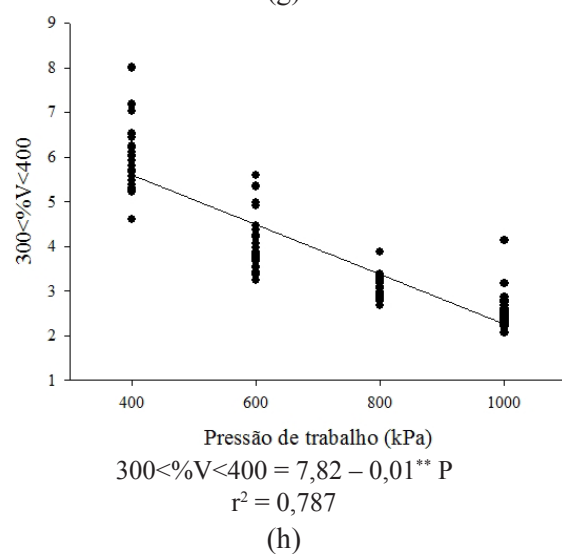 (g)
9
8
7
6
5
4
3
2
1
300<%V<400
400 600 800 1000
Pressão de trabalho (kPa)
300<%V<400 = 7,82 – 0,01** P
r² = 0,787
(h)